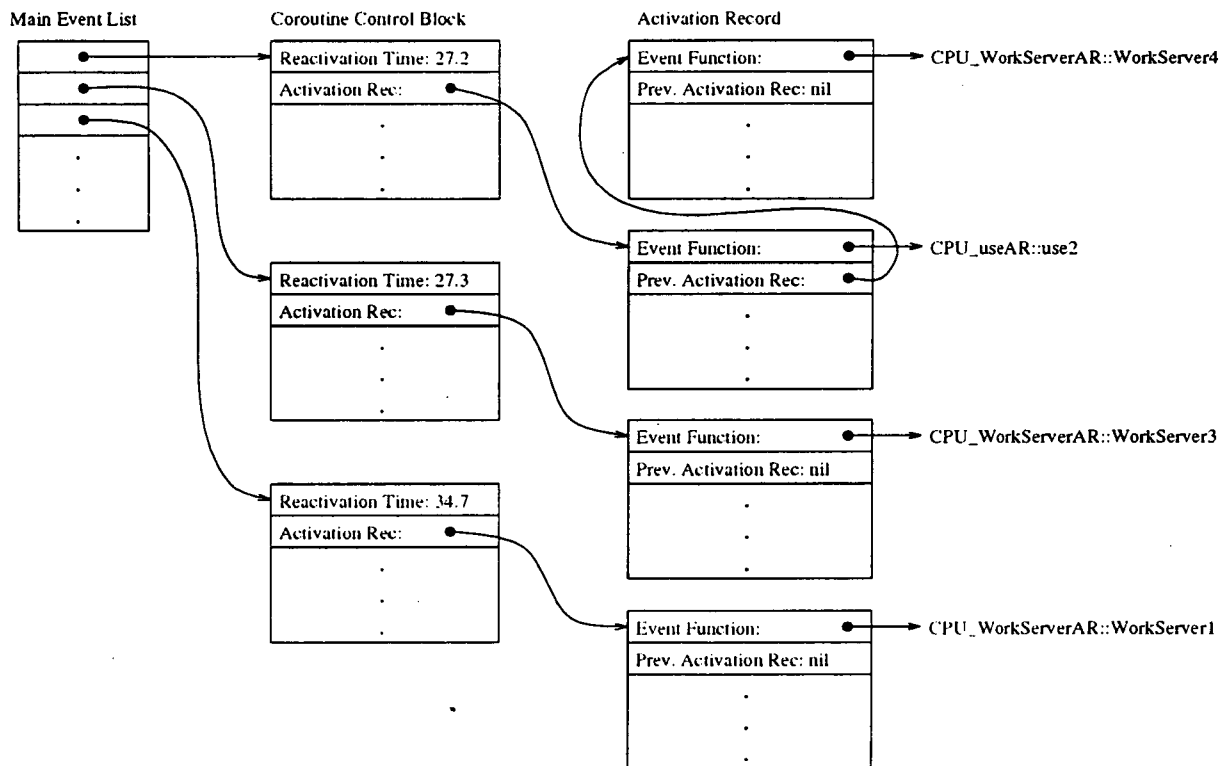 Main Event List
Coroutine Control Block
Activation Record
Reactivation Time: 27.2
Activation Rec:
Event Function:
CPU_WorkServerAR::WorkServer4
Prev. Activation Rec: nil
Event Function:
CPU_useAR::use2
Prev. Activation Rec:
Reactivation Time: 27.3
Activation Rec:
Event Function:
CPU_WorkServerAR::WorkServer3
Prev. Activation Rec: nil
Reactivation Time: 34.7
Activation Rec:
Event Function:
CPU_WorkServerAR::WorkServer1
Prev. Activation Rec: nil